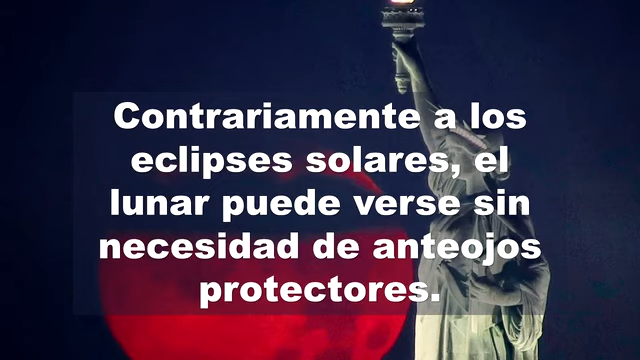 Contrariamente a los
eclipses solares, el
lunar puede verse sin
necesidad de anteojos
protectores.